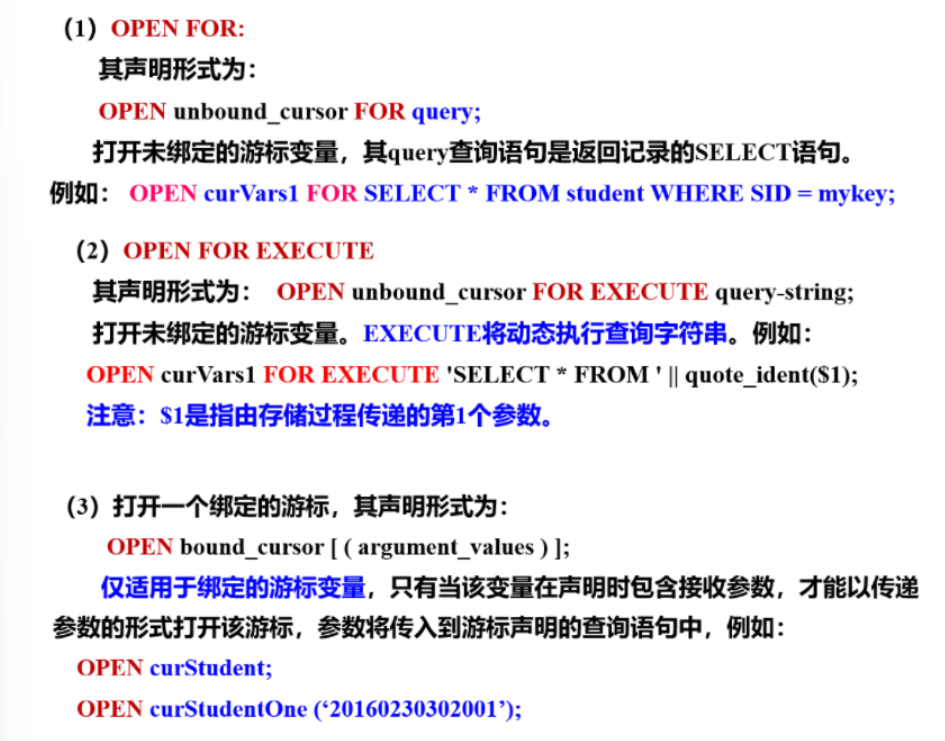 (1) OPEN FOR:
其声明形式为:
OPEN unbound_cursor FOR query;
打开未绑定的游标变量，其query查询语句是返回记录的SELECT语句。
例如: OPEN curVars1 FOR SELECT * FROM student WHERE SID = mykey;
(2) OPEN FOR EXECUTE
其声明形式为: OPEN unbound_cursor FOR EXECUTE query-string;
打开未绑定的游标变量。EXECUTE将动态执行查询字符串。例如:
OPEN curVars1 FOR EXECUTE 'SELECT * FROM ' || quote_ident($1);
注意: $1是指由存储过程传递的第1个参数。
(3) 打开一个绑定的游标，其声明形式为:
OPEN bound_cursor [ ( argument_values ) ];
仅适用于绑定的游标变量，只有当该变量在声明时包含接收参数，才能以传递
参数的形式打开该游标，参数将传入到游标声明的查询语句中，例如:
OPEN curStudent;
OPEN curStudentOne (‘20160230302001’);